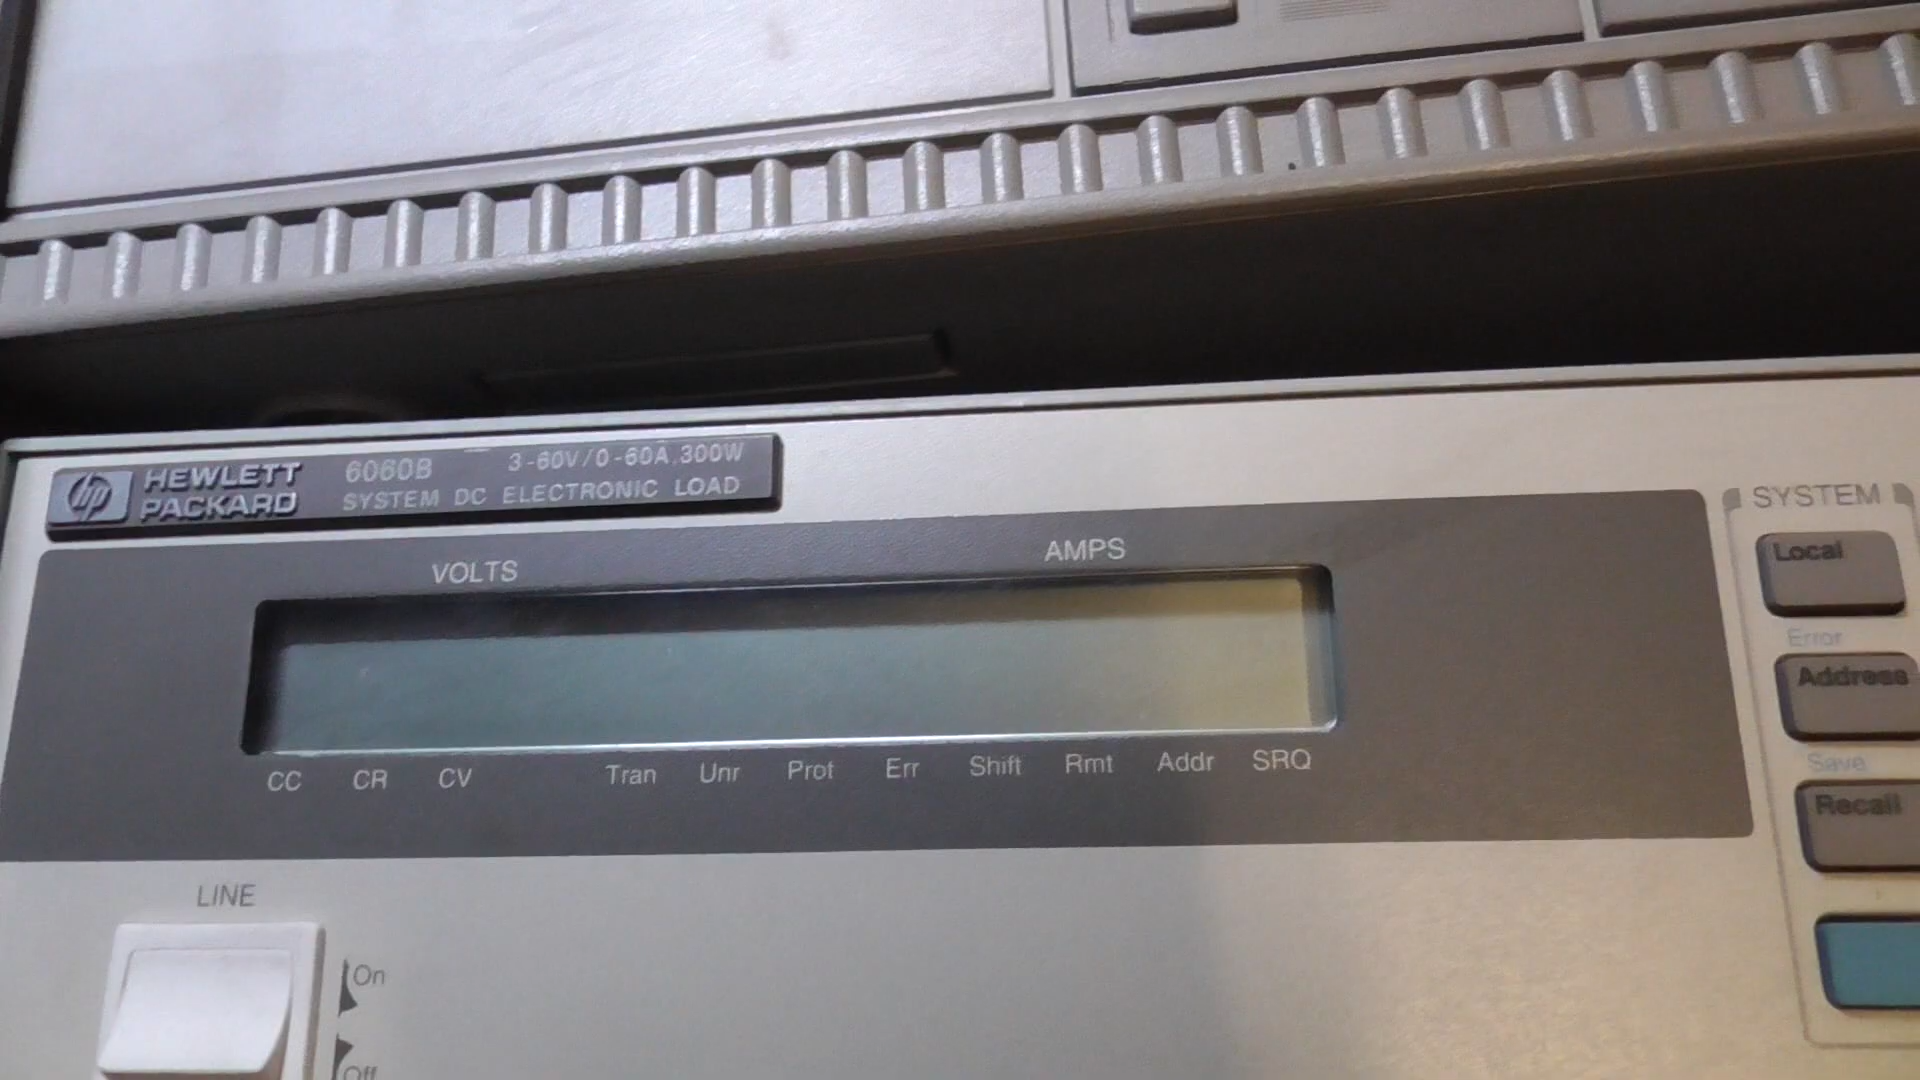 hp HEWLETT PACKARD
6060B 3-60V/0-60A,300W
SYSTEM DC ELECTRONIC LOAD
VOLTS AMPS
CC CR CV Tran Unr Prot Err Shift Rmt Addr SRQ
SYSTEM
Local
Error
Address
Save
Recall
LINE
On
Off